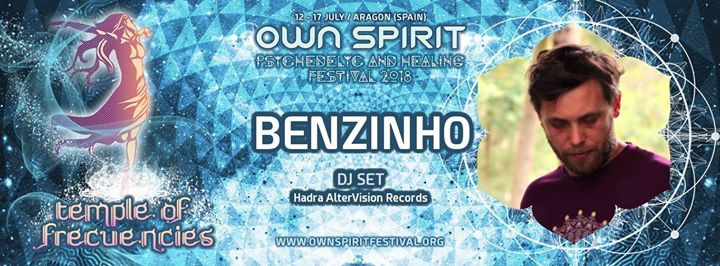 12 - 17 JULY / ARAGON (SPAIN)
OWN SPIRIT
PSYCHEDELYC AND HEALING
FESTIVAL 2018
BENZINHO
DJ SET
Hadra AlterVision Records
temple of
frecuencies
WWW.OWNSPIRITFESTIVAL.ORG